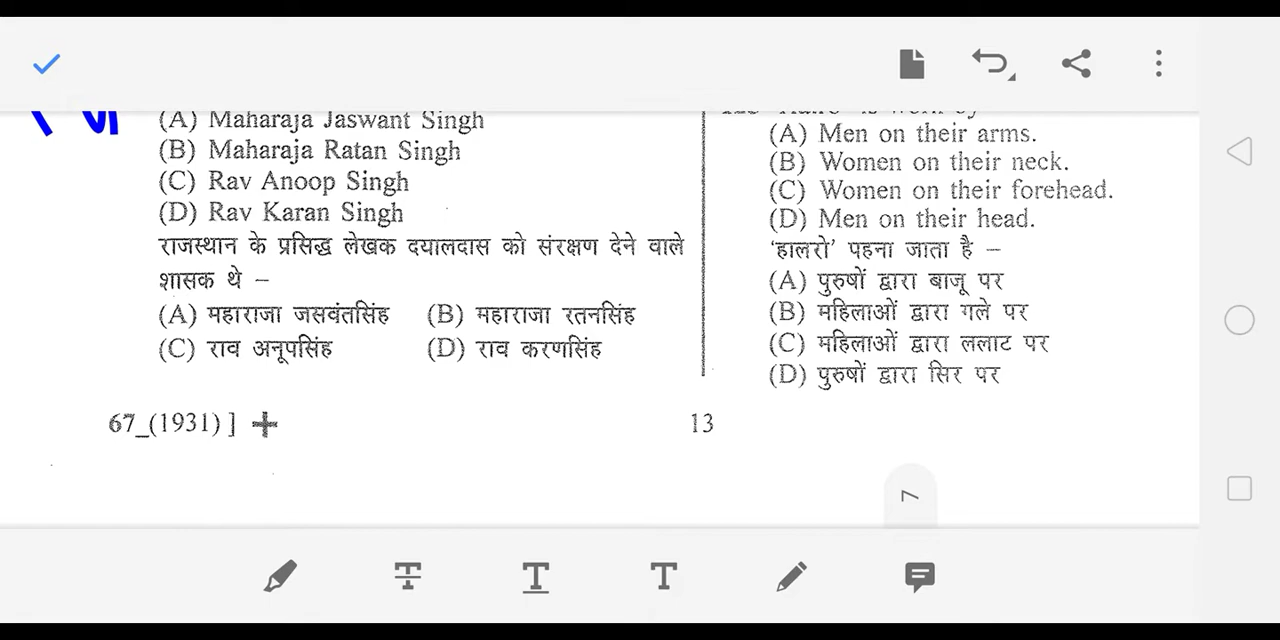 (A) Maharaja Jaswant Singh
(B) Maharaja Ratan Singh
(C) Rav Anoop Singh
(D) Rav Karan Singh
राजस्थान के प्रसिद्ध लेखक दयालदास को संरक्षण देने वाले
शासक थे –
(A) महाराजा जसवंतसिंह (B) महाराजा रतनसिंह
(C) राव अनूपसिंह (D) राव करणसिंह
(A) Men on their arms.
(B) Women on their neck.
(C) Women on their forehead.
(D) Men on their head.
‘हालरो’ पहना जाता है –
(A) पुरुषों द्वारा बाजू पर
(B) महिलाओं द्वारा गले पर
(C) महिलाओं द्वारा ललाट पर
(D) पुरुषों द्वारा सिर पर
67_(1931) ] +
13
7